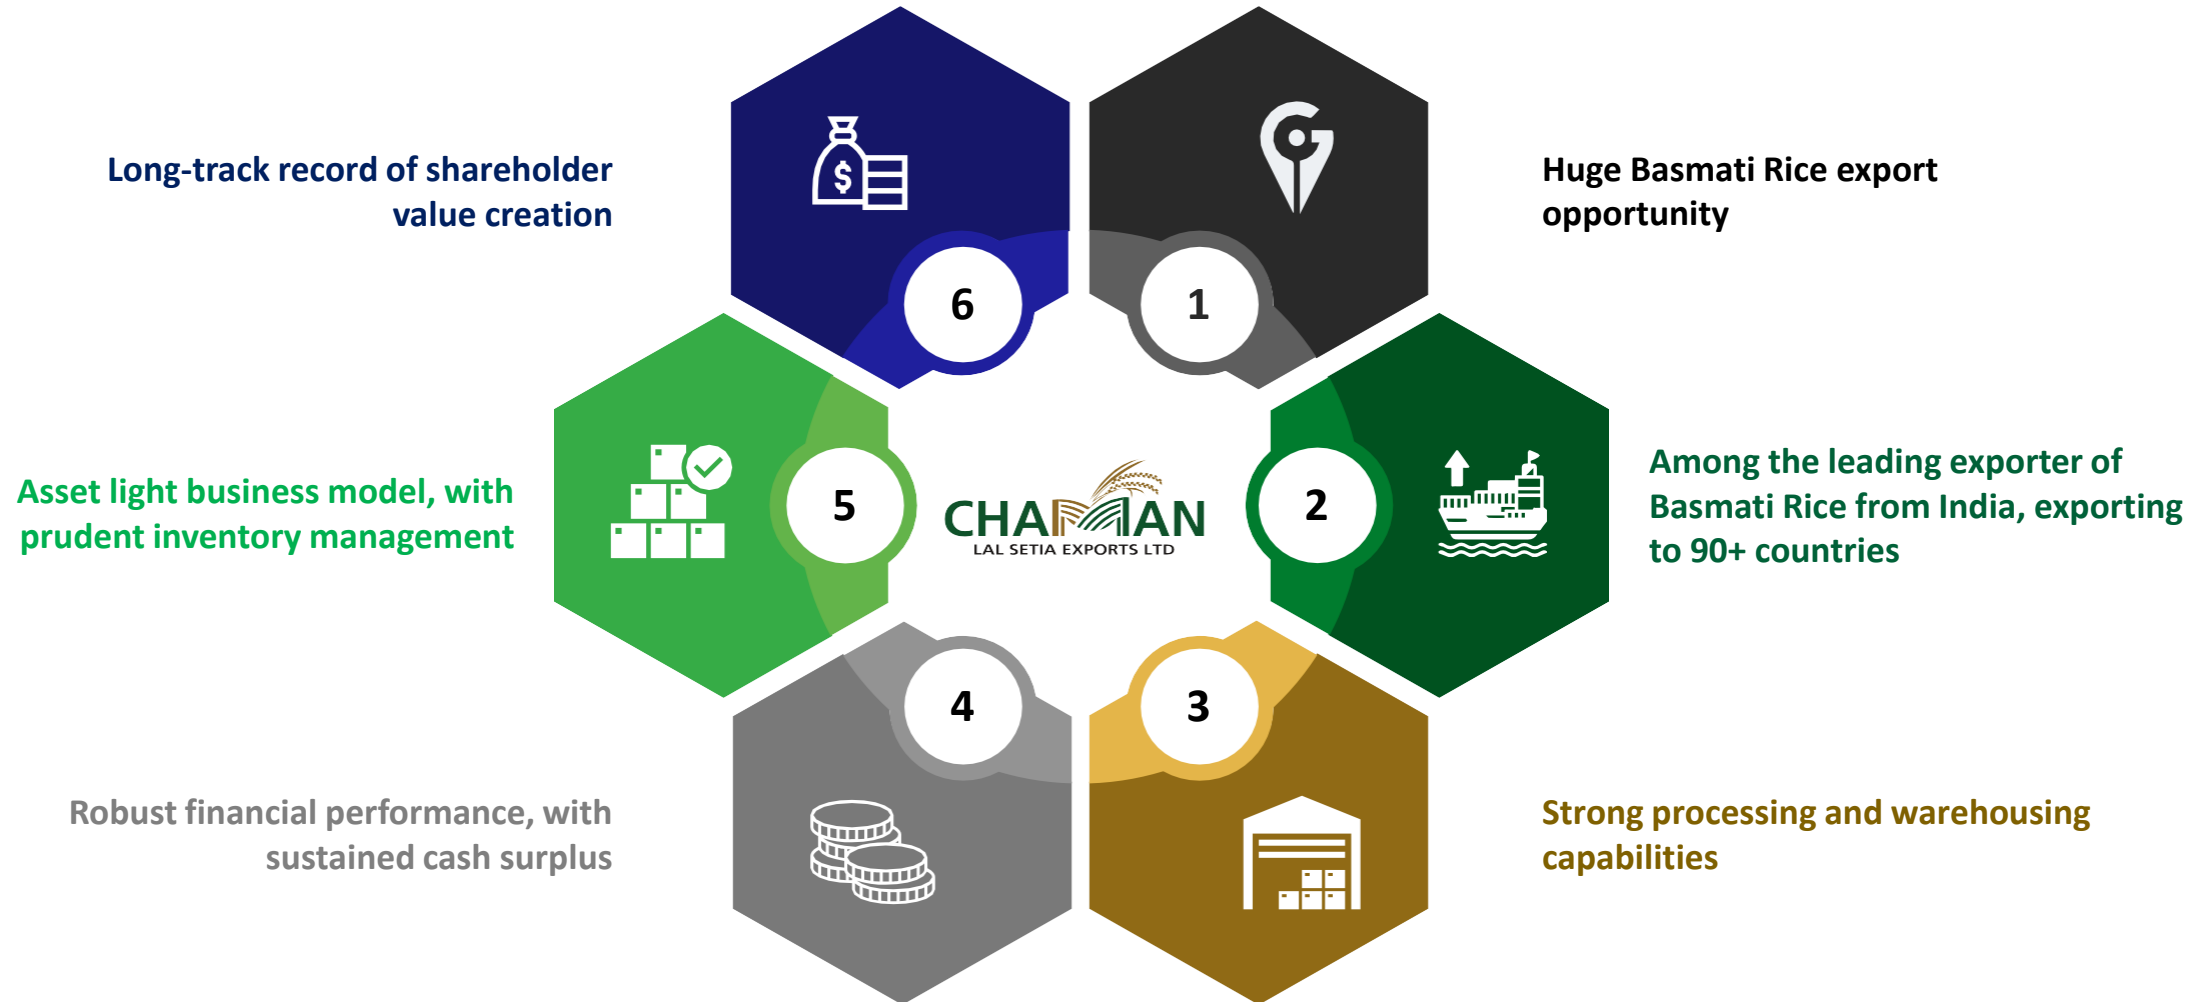 Long-track record of shareholder
value creation
6
1
Huge Basmati Rice export
opportunity
Asset light business model, with
prudent inventory management
5
CHAMAN
LAL SETIA EXPORTS LTD
2
Among the leading exporter of
Basmati Rice from India, exporting
to 90+ countries
Robust financial performance, with
sustained cash surplus
4
3
Strong processing and warehousing
capabilities
$